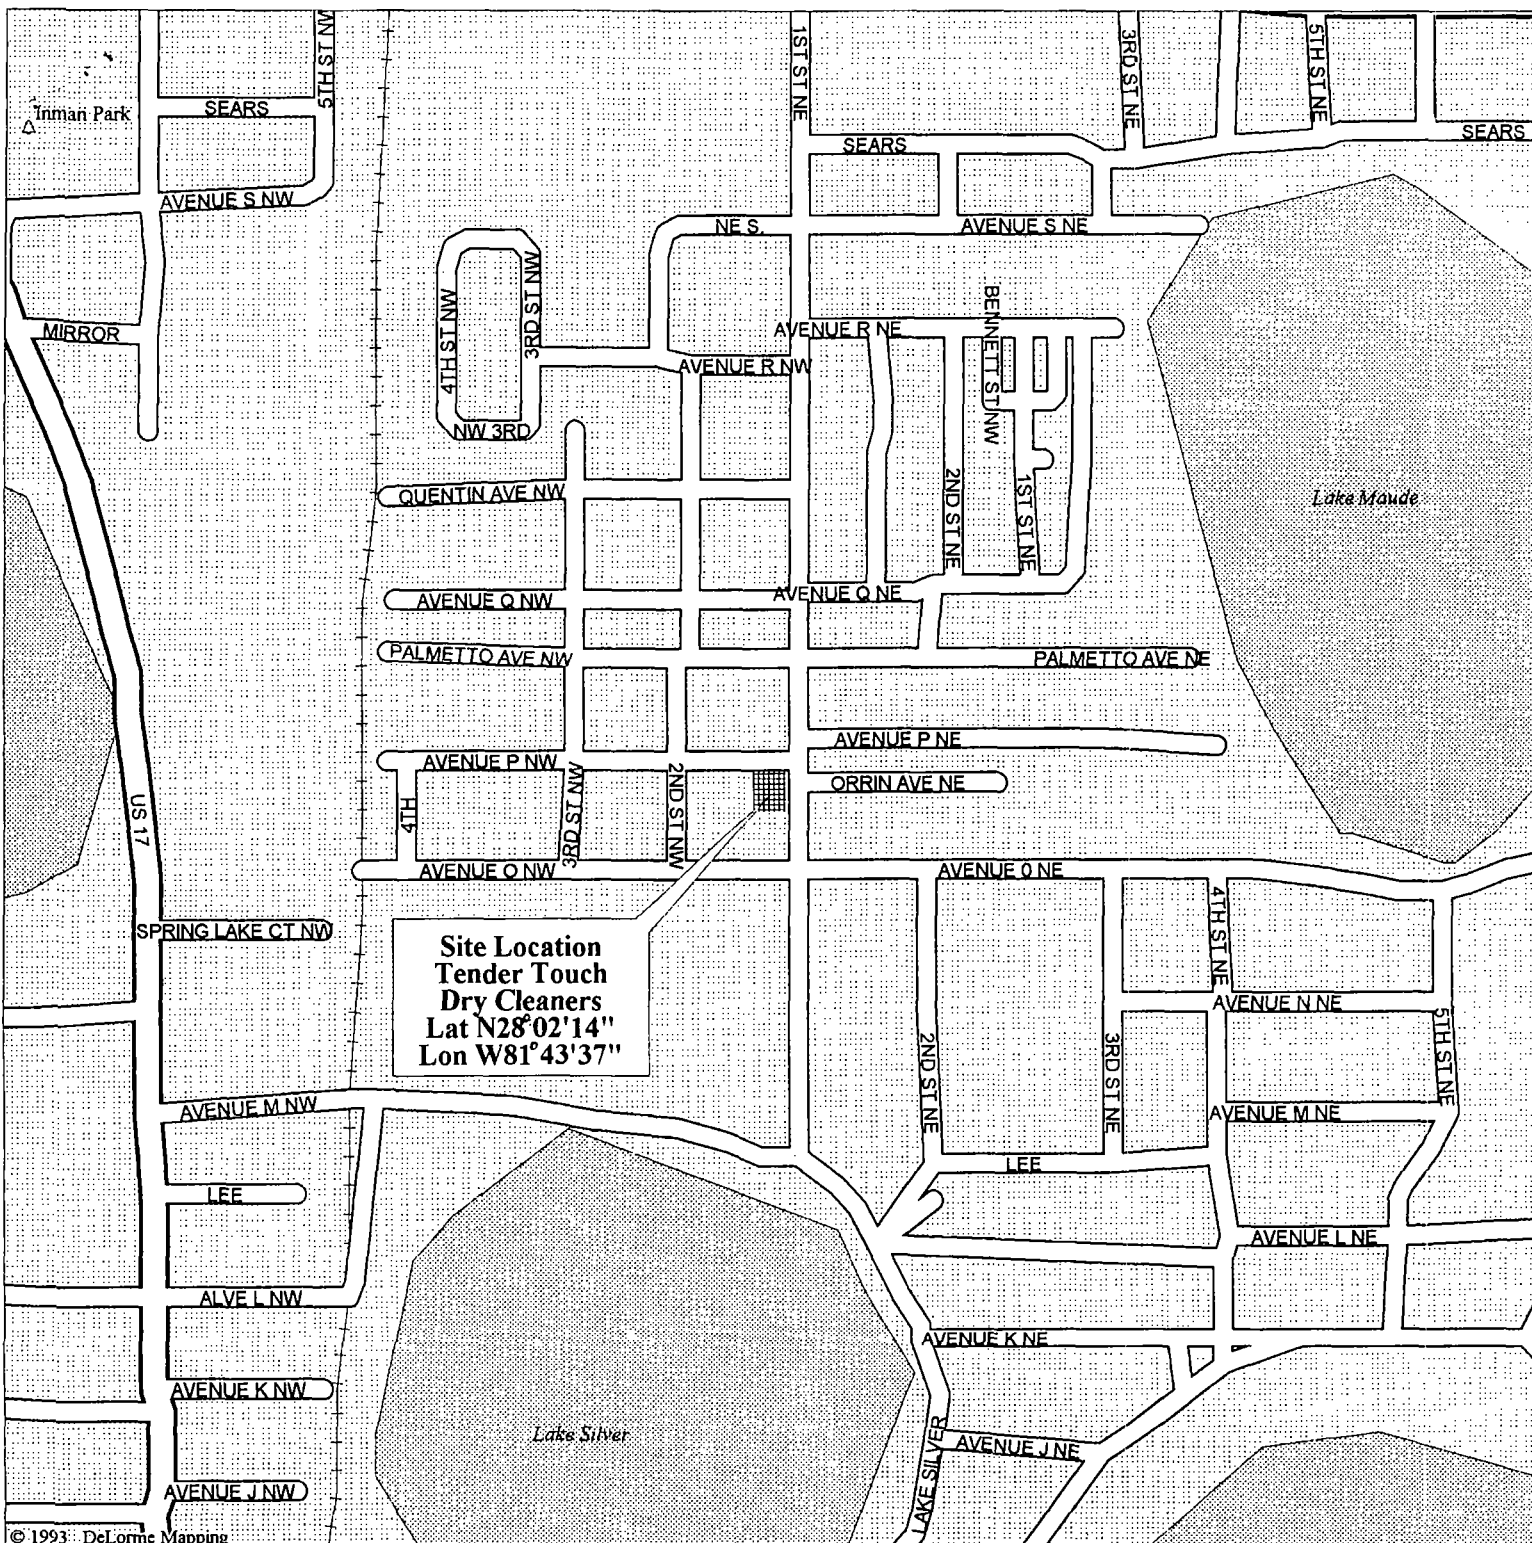 5TH ST NW
1ST ST NE
3RD ST NE
5TH ST NE
Inman Park
SEARS
SEARS
SEARS
AVENUE S NW
NE S.
AVENUE S NE
4TH ST NW
3RD ST NW
BENNETT ST NW
MIRROR
AVENUE R NE
AVENUE R NW
NW 3RD
2ND ST NE
1ST ST NE
QUENTIN AVE NW
Lake Maude
AVENUE Q NW
AVENUE Q NE
PALMETTO AVE NW
PALMETTO AVE NE
AVENUE P NW
AVENUE P NE
US 17
4TH
3RD ST NW
2ND ST NW
ORRIN AVE NE
AVENUE O NW
AVENUE 0 NE
SPRING LAKE CT NW
4TH ST NE
Site Location
Tender Touch
Dry Cleaners
Lat N28°02'14"
Lon W81°43'37"
AVENUE N NE
2ND ST NE
3RD ST NE
5TH ST NE
AVENUE M NW
AVENUE M NE
LEE
LEE
AVENUE L NE
ALVE L NW
AVENUE K NE
AVENUE K NW
Lake Silver
LAKE SILVER
AVENUE J NE
AVENUE J NW
© 1993 DeLorme Mapping